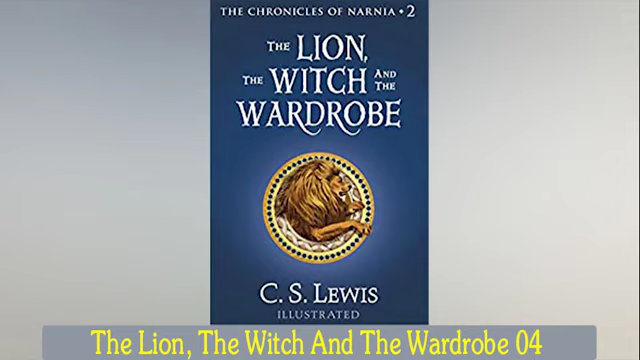 THE CHRONICLES OF NARNIA • 2
THE LION,
THE WITCH AND THE
WARDROBE
C. S. LEWIS
ILLUSTRATED
The Lion, The Witch And The Wardrobe 04